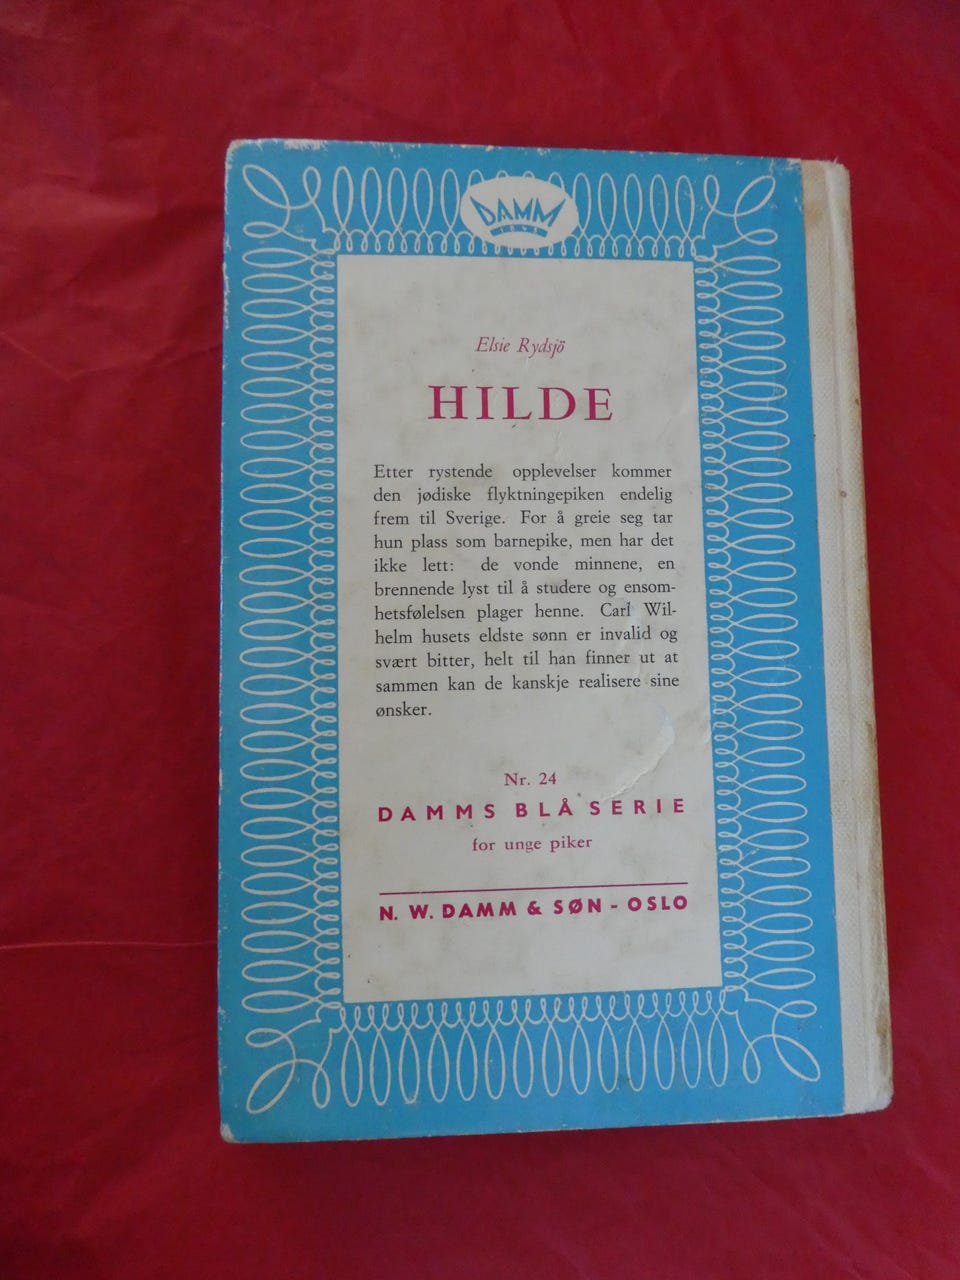 DAMM
1843
Elsie Rydsjö
HILDE
Etter rystende opplevelser kommer
den jødiske flyktningepiken endelig
frem til Sverige. For å greie seg tar
hun plass som barnepike, men har det
ikke lett: de vonde minnene, en
brennende lyst til å studere og ensom-
hetsfølelsen plager henne. Carl Wil-
helm husets eldste sønn er invalid og
svært bitter, helt til han finner ut at
sammen kan de kanskje realisere sine
ønsker.
Nr. 24
DAMMS BLÅ SERIE
for unge piker
N. W. DAMM & SØN - OSLO